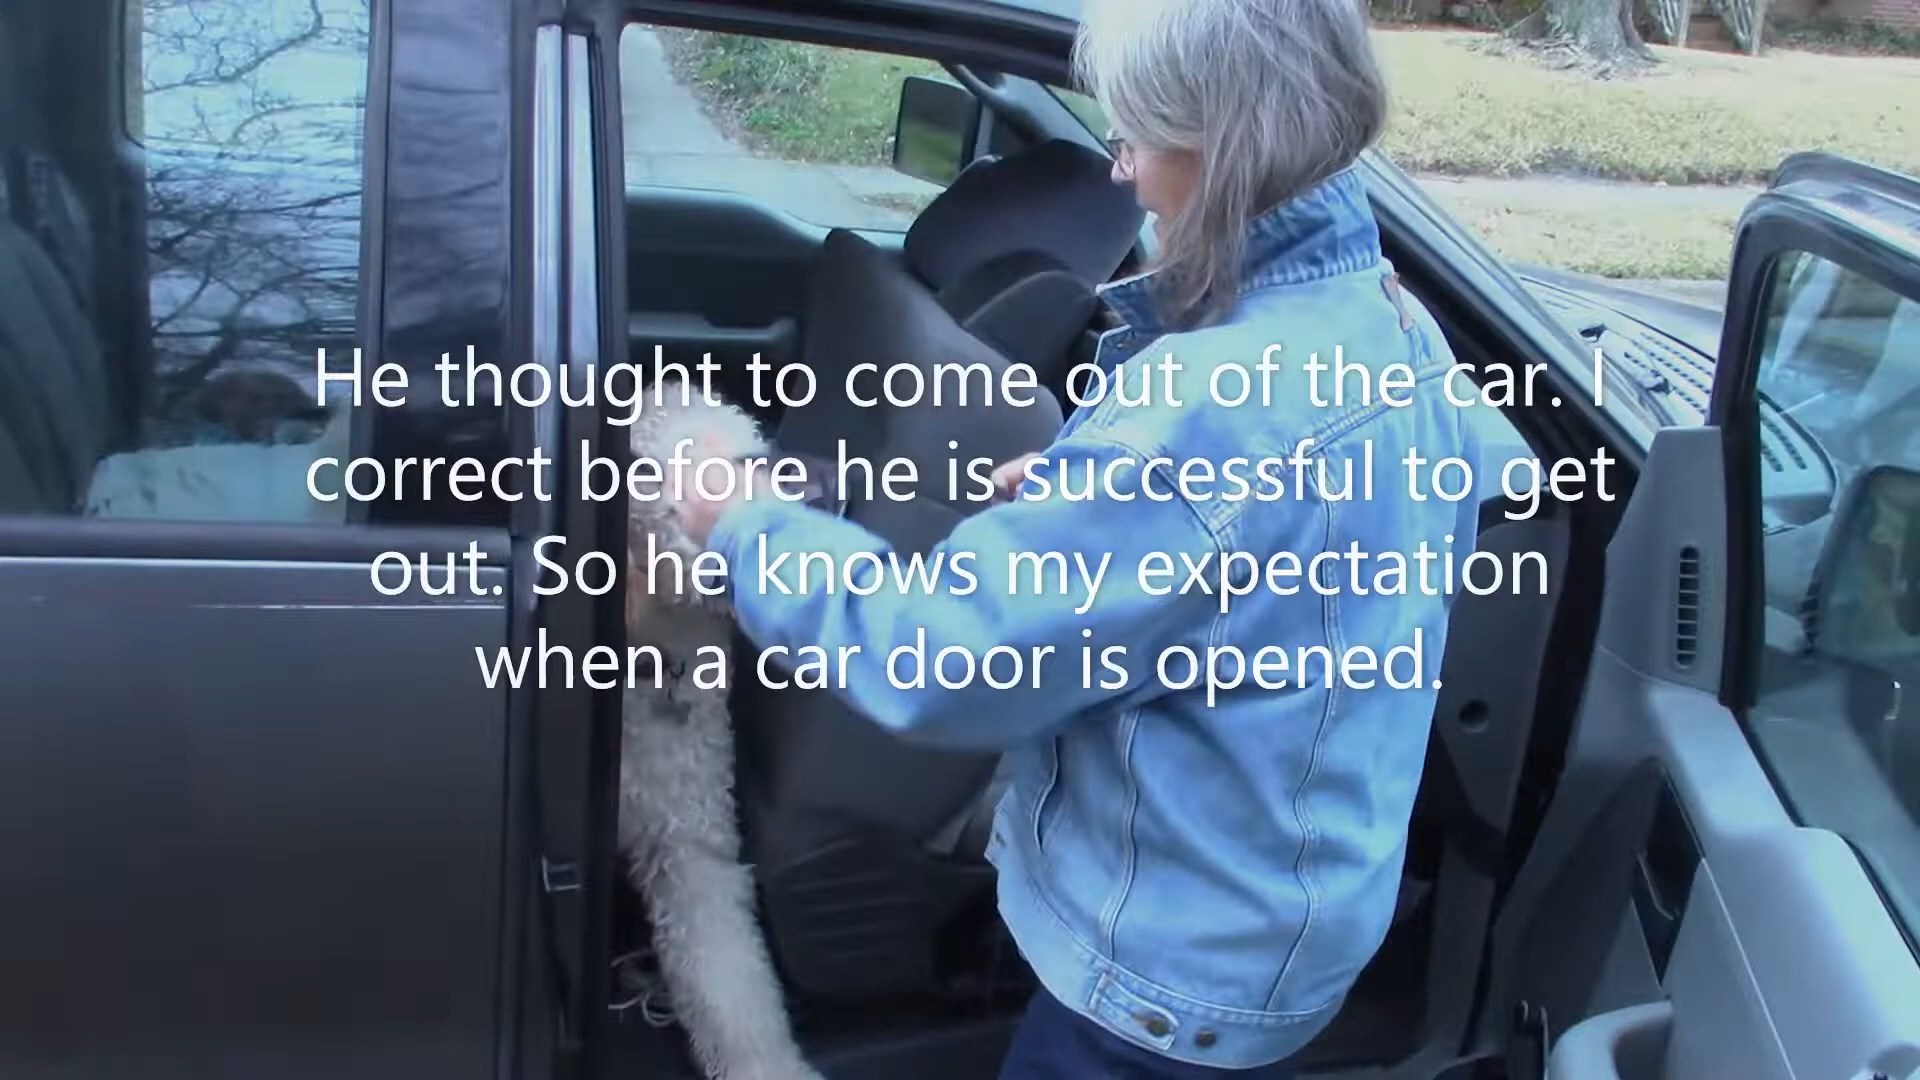 He thought to come out of the car. I
correct before he is successful to get
out. So he knows my expectation
when a car door is opened.